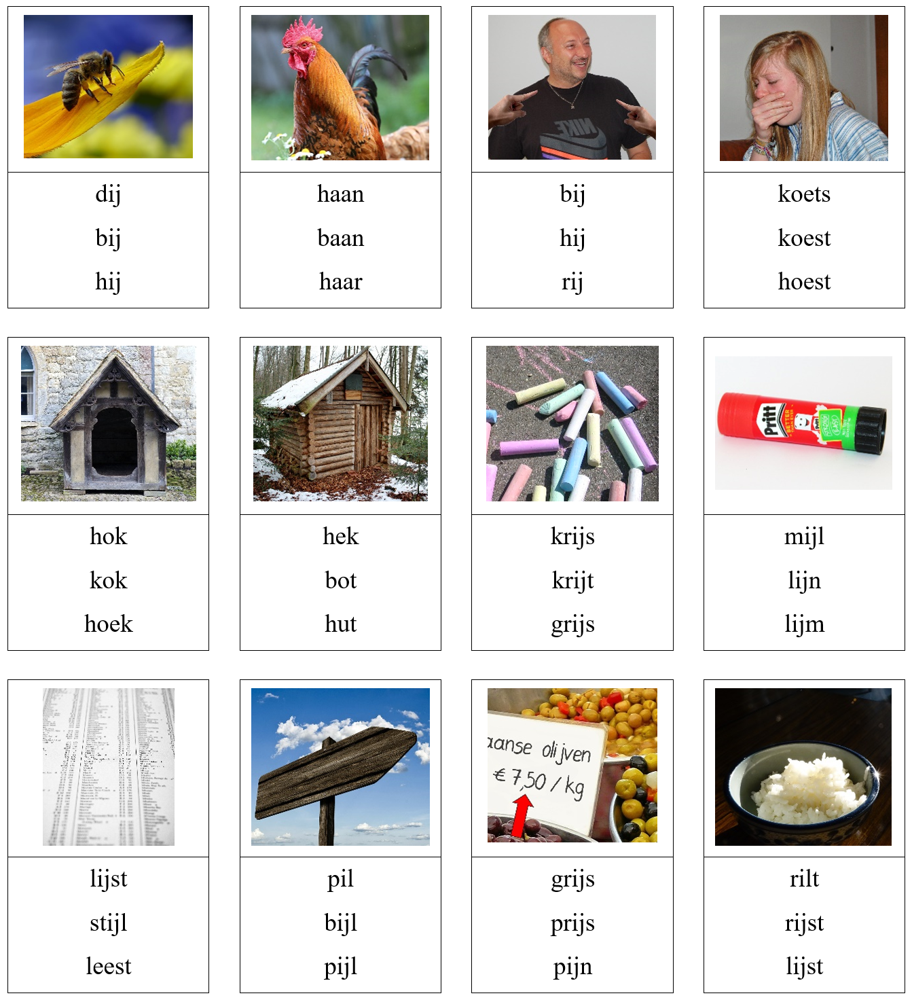 NIKE
dij
bij
hij
haan
baan
haar
bij
hij
rij
koets
koest
hoest
Pritt
hok
kok
hoek
hek
bot
hut
krijs
krijt
grijs
mijl
lijn
lijm
aanse olijven
€ 7,50 / kg
lijst
stijl
leest
pil
bijl
pijl
grijs
prijs
pijn
rilt
rijst
lijst